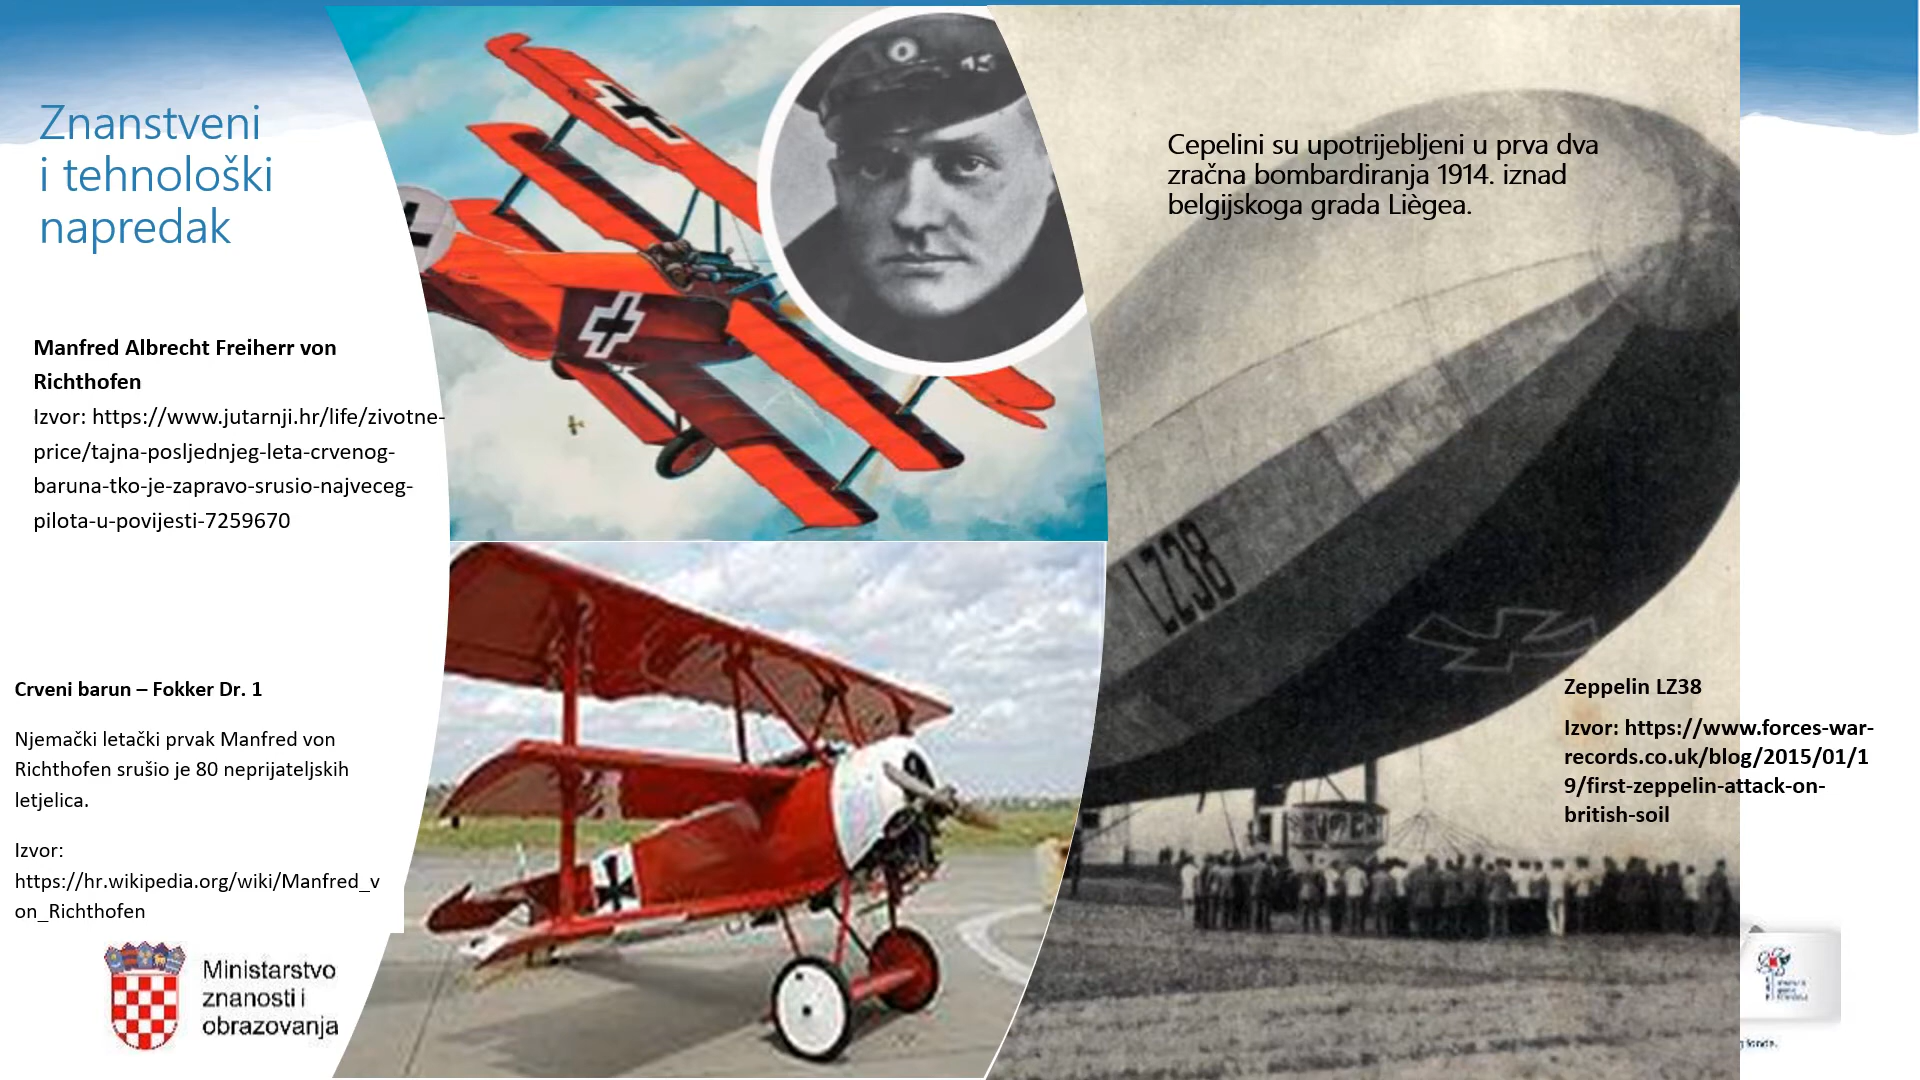 Znanstveni
i tehnološki
napredak
Manfred Albrecht Freiherr von
Richthofen
Izvor: https://www.jutarnji.hr/life/zivotne-
price/tajna-posljednjeg-leta-crvenog-
baruna-tko-je-zapravo-srusio-najveceg-
pilota-u-povijesti-7259670
Crveni barun – Fokker Dr. 1
Njemački letački prvak Manfred von
Richthofen srušio je 80 neprijateljskih
letjelica.
Izvor:
https://hr.wikipedia.org/wiki/Manfred_v
on_Richthofen
Ministarstvo
znanosti i
obrazovanja
Cepelini su upotrijebljeni u prva dva
zračna bombardiranja 1914. iznad
belgijskoga grada Liègea.
LZ38
Zeppelin LZ38
Izvor: https://www.forces-war-
records.co.uk/blog/2015/01/1
9/first-zeppelin-attack-on-
british-soil